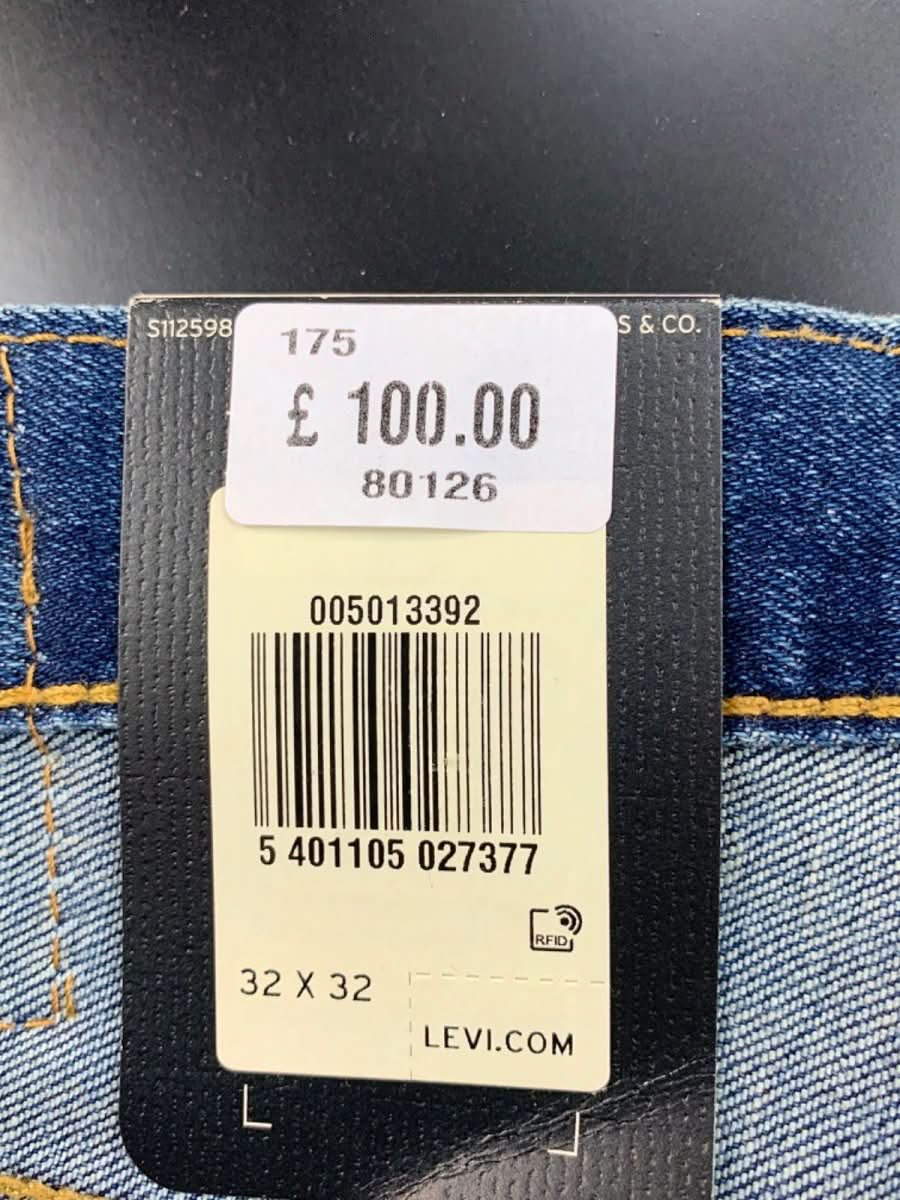 S112598
S & CO.
175
£ 100.00
80126
005013392
5 401105 027377
RFID
32 X 32
LEVI.COM